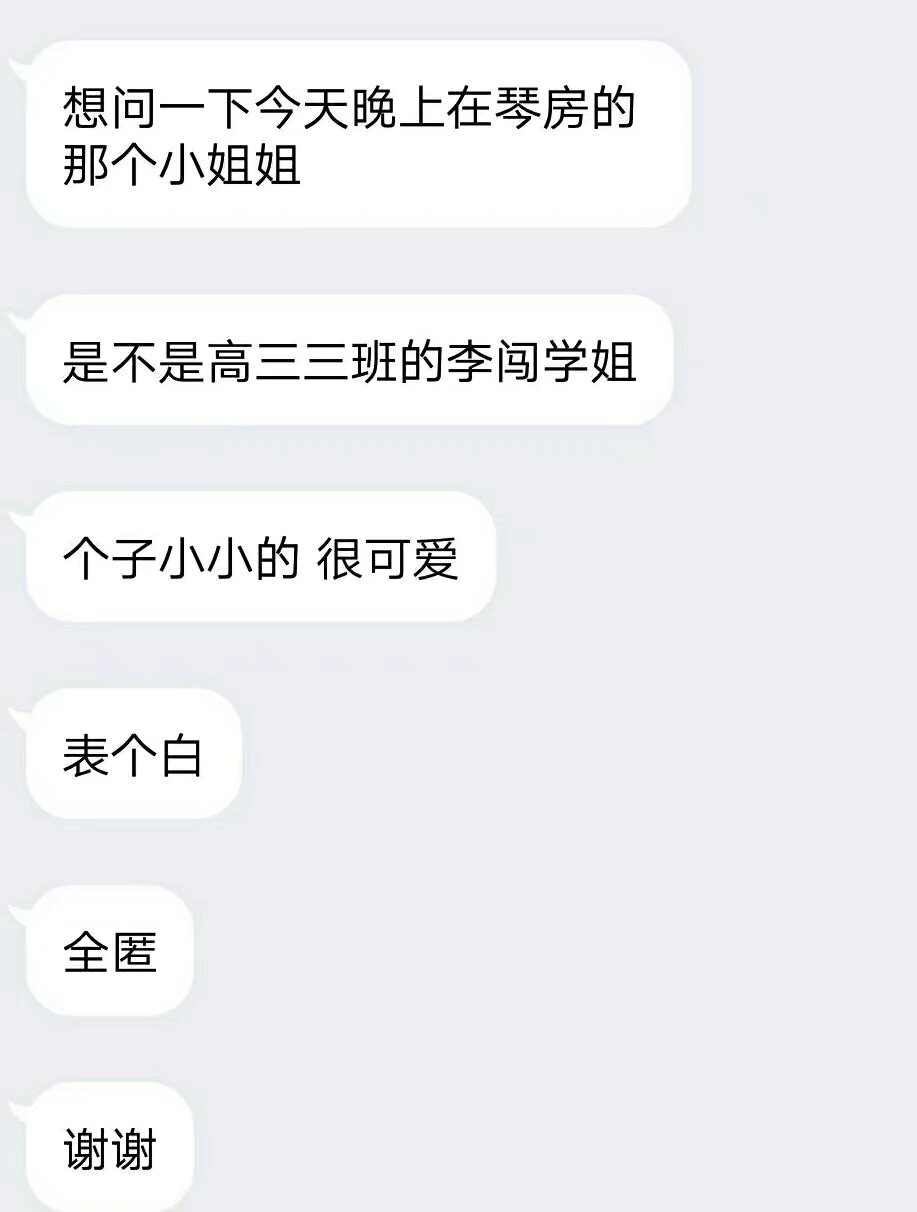 想问一下今天晚上在琴房的
那个小姐姐
是不是高三三班的李闯学姐
个子小小的 很可爱
表个白
全匿
谢谢